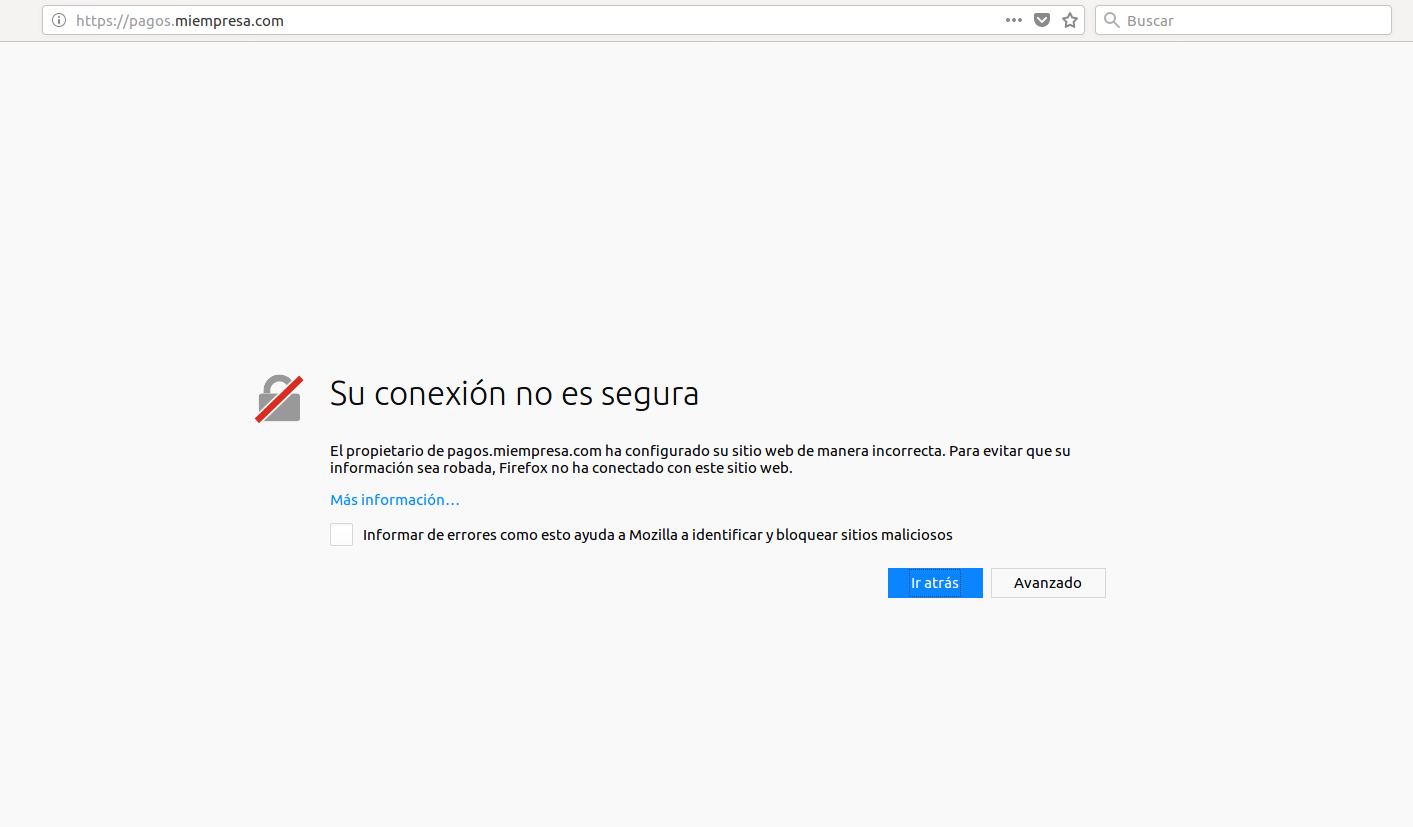 https://pagos.miempresa.com
Buscar
Su conexión no es segura
El propietario de pagos.miempresa.com ha configurado su sitio web de manera incorrecta. Para evitar que su
información sea robada, Firefox no ha conectado con este sitio web.
Más información…
Informar de errores como esto ayuda a Mozilla a identificar y bloquear sitios maliciosos
Ir atrás
Avanzado